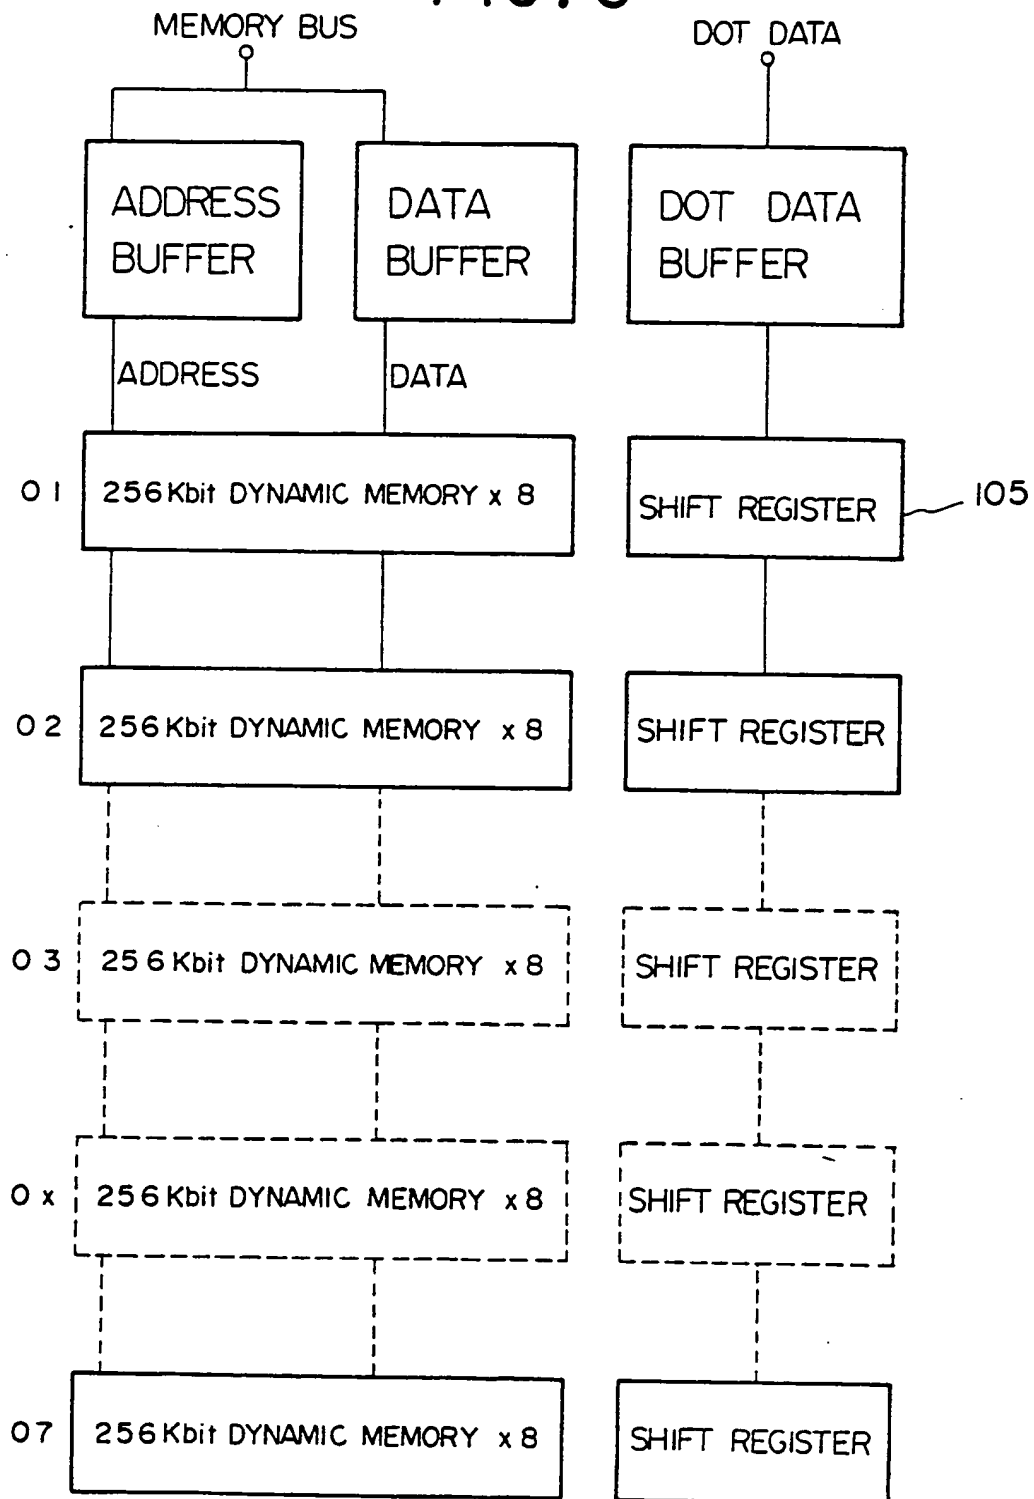 MEMORY BUS
DOT DATA
ADDRESS
BUFFER
DATA
BUFFER
DOT DATA
BUFFER
ADDRESS
DATA
01 256Kbit DYNAMIC MEMORY x 8
SHIFT REGISTER
105
02 256Kbit DYNAMIC MEMORY x 8
SHIFT REGISTER
03 256Kbit DYNAMIC MEMORY x 8
SHIFT REGISTER
0x 256Kbit DYNAMIC MEMORY x 8
SHIFT REGISTER
07 256Kbit DYNAMIC MEMORY x 8
SHIFT REGISTER